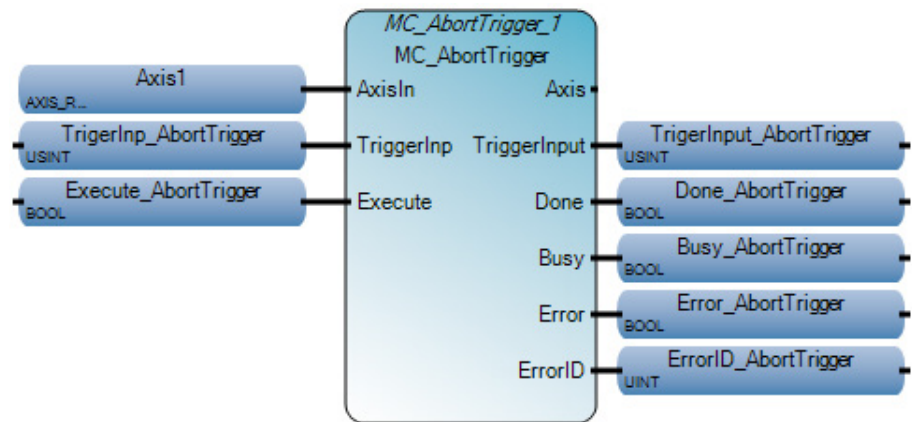 MC_AbortTrigger_1
MC_AbortTrigger
Axis1
AXIS_R...
AxisIn
Axis
TrigerInp_AbortTrigger
USINT
TriggerInp
TriggerInput
TrigerInput_AbortTrigger
USINT
Execute_AbortTrigger
BOOL
Execute
Done
Done_AbortTrigger
BOOL
Busy
Busy_AbortTrigger
BOOL
Error
Error_AbortTrigger
BOOL
ErrorID
ErrorID_AbortTrigger
UINT